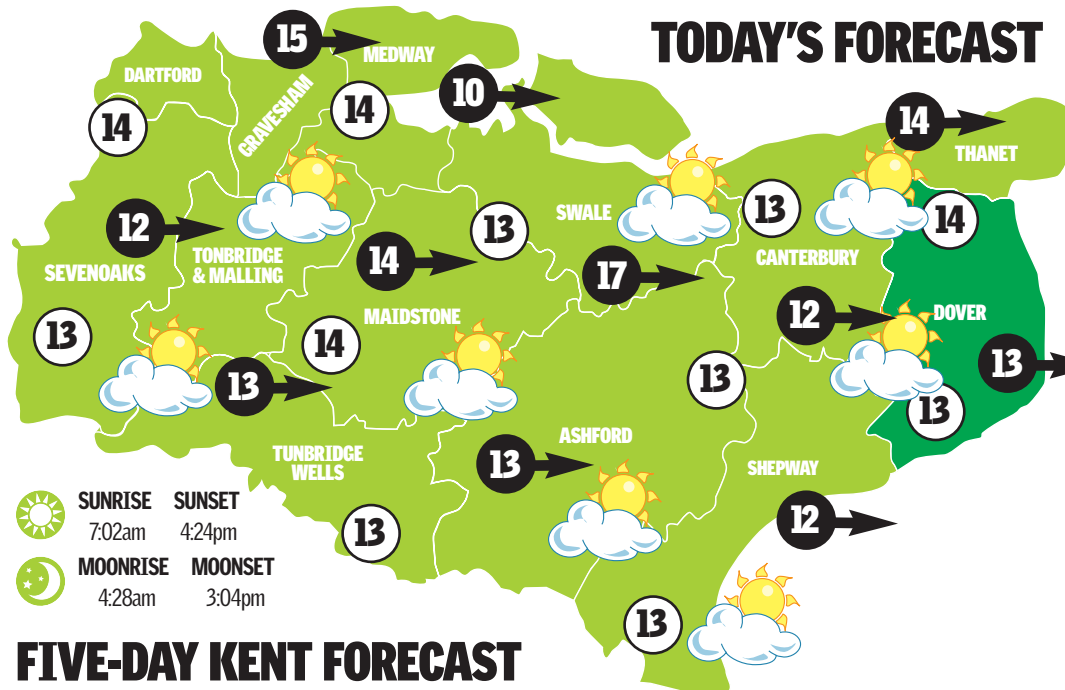 TODAY'S FORECAST
15
MEDWAY
DARTFORD
10
GRAVESHAM
14
14
14
THANET
12
SEVENOAKS
TONBRIDGE
& MALLING
13
SWALE
13
14
CANTERBURY
14
17
MAIDSTONE
12
DOVER
13
14
13
13
13
13
TUNBRIDGE
WELLS
ASHFORD
13
SHEPWAY
12
13
13
SUNRISE SUNSET
7:02am 4:24pm
MOONRISE MOONSET
4:28am 3:04pm
FIVE-DAY KENT FORECAST